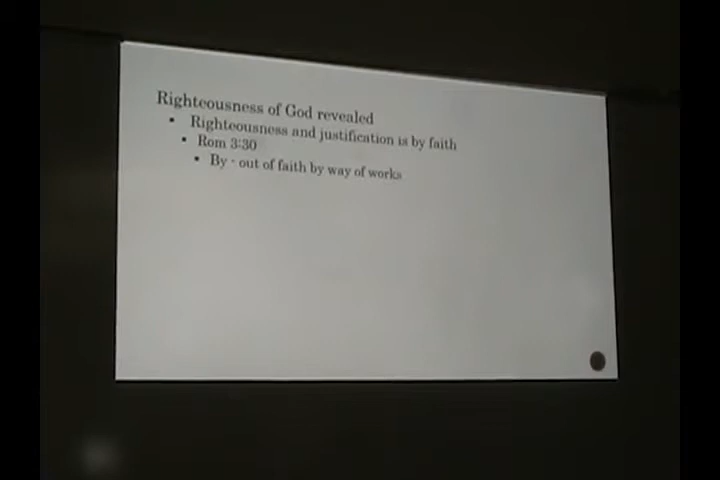 Righteousness of God revealed
• Righteousness and justification is by faith
• Rom 3:30
• By - out of faith by way of works